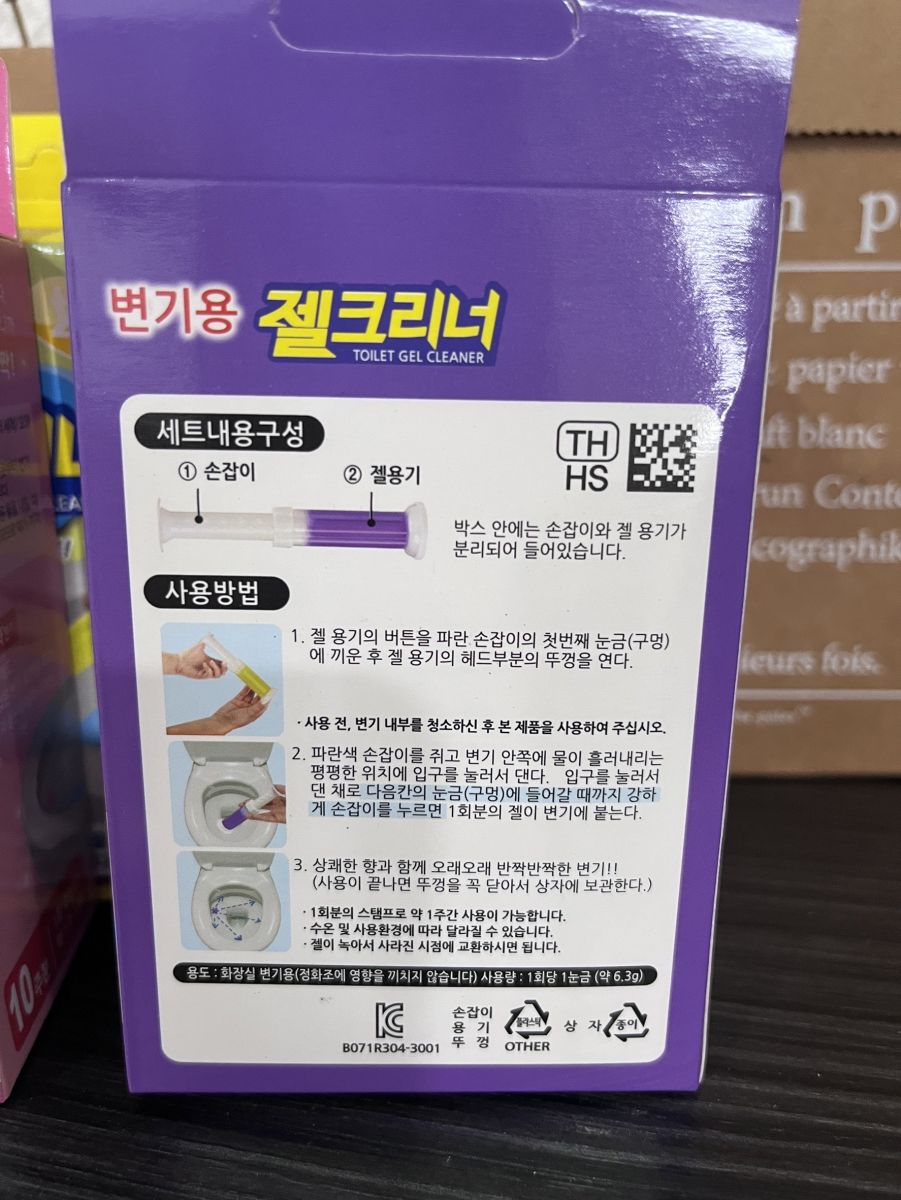 변기용 젤크리너
TOILET GEL CLEANER
세트내용구성
TH
HS
① 손잡이
② 젤용기
박스 안에는 손잡이와 젤 용기가
분리되어 들어있습니다.
사용방법
1. 젤 용기의 버튼을 파란 손잡이의 첫번째 눈금(구멍)
에 끼운 후 젤 용기의 헤드부분의 뚜껑을 연다.
· 사용 전, 변기 내부를 청소하신 후 본 제품을 사용하여 주십시오.
2. 파란색 손잡이를 쥐고 변기 안쪽에 물이 흘러내리는
평평한 위치에 입구를 눌러서 댄다. 입구를 눌러서
댄 채로 다음칸의 눈금(구멍)에 들어갈 때까지 강하
게 손잡이를 누르면 1회분의 젤이 변기에 붙는다.
3. 상쾌한 향과 함께 오래오래 반짝반짝한 변기!!
(사용이 끝나면 뚜껑을 꼭 닫아서 상자에 보관한다.)
· 1회분의 스탬프로 약 1주간 사용이 가능합니다.
· 수온 및 사용환경에 따라 달라질 수 있습니다.
· 젤이 녹아서 사라진 시점에 교환하시면 됩니다.
용도 : 화장실 변기용(정화조에 영향을 끼치지 않습니다) 사용량 : 1회당 1눈금 (약 6.3g)
B071R304-3001
손잡이
용 기
뚜 껑
플라스틱
OTHER
상 자
종이
à partir
papier
blanc
cographik
fois.
10